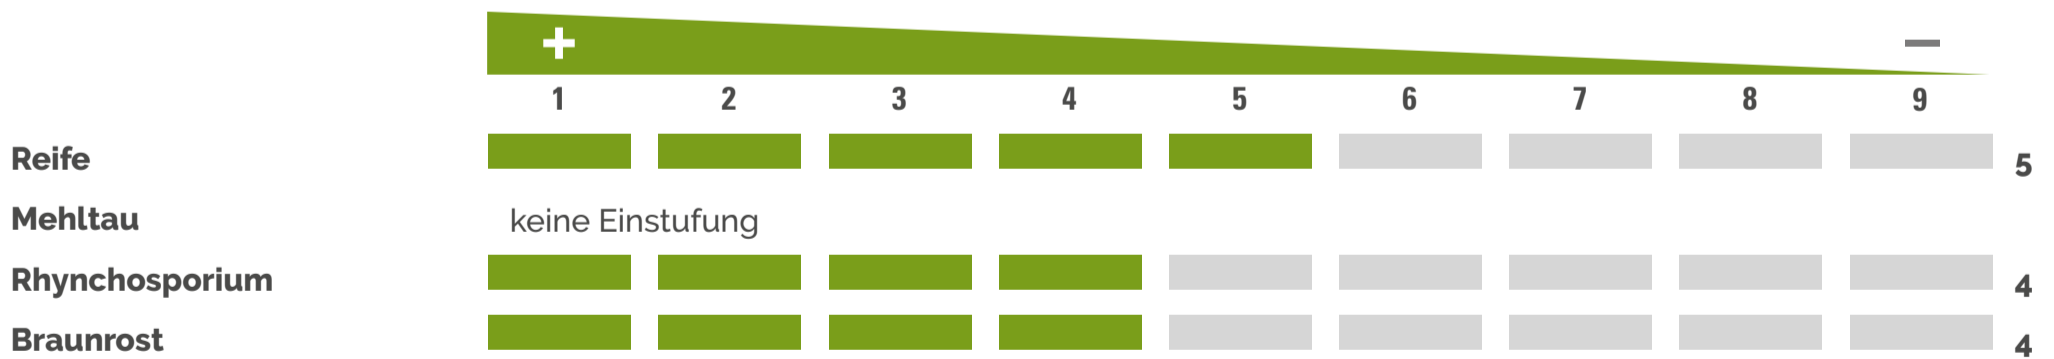 + –
1 2 3 4 5 6 7 8 9
Reife 5
Mehltau keine Einstufung
Rhynchosporium 4
Braunrost 4